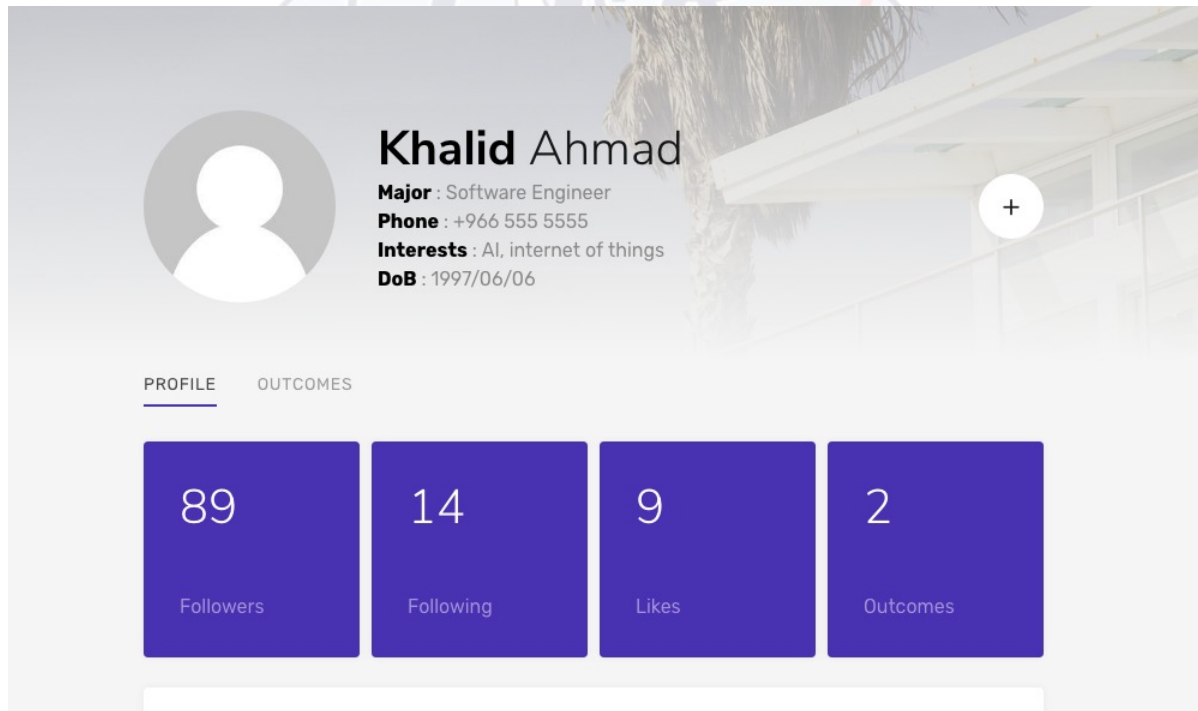 Khalid Ahmad
Major : Software Engineer
Phone : +966 555 5555
Interests : AI, internet of things
DoB : 1997/06/06
+
PROFILE OUTCOMES
89 14 9 2
Followers Following Likes Outcomes